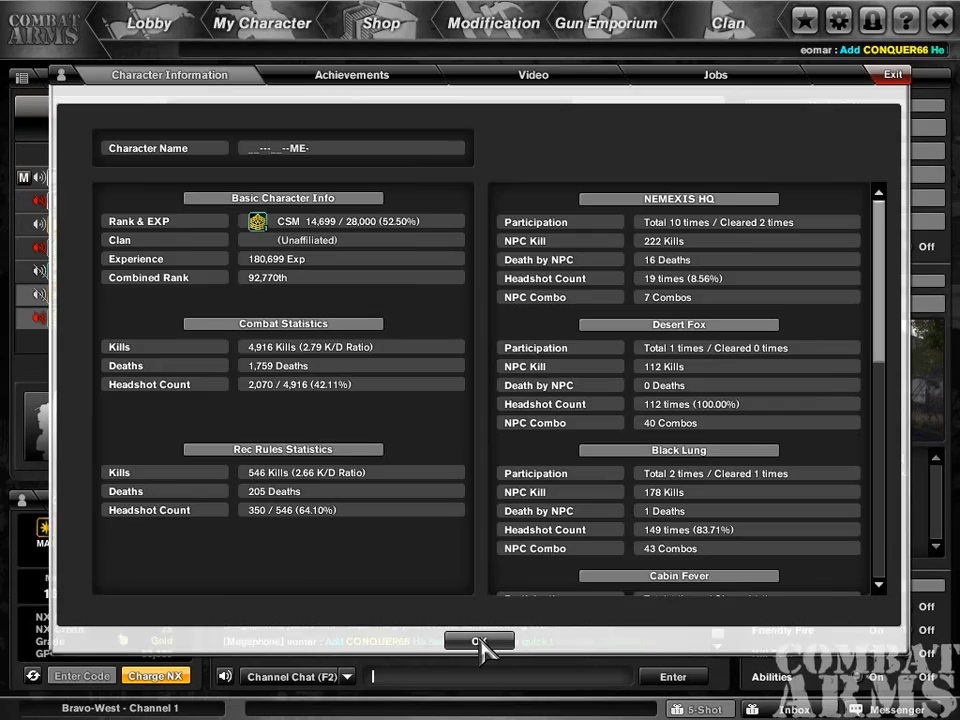 COMBAT ARMS
Lobby
My Character
Shop
Modification
Gun Emporium
Clan
eomar : Add CONQUER66 He
Character Information
Achievements
Video
Jobs
Exit
Character Name
__---__--ME-
Basic Character Info
Rank & EXP
CSM 14,699 / 28,000 (52.50%)
Clan
(Unaffiliated)
Experience
180,699 Exp
Combined Rank
92,770th
Combat Statistics
Kills
4,916 Kills (2.79 K/D Ratio)
Deaths
1,759 Deaths
Headshot Count
2,070 / 4,916 (42.11%)
Rec Rules Statistics
Kills
546 Kills (2.66 K/D Ratio)
Deaths
205 Deaths
Headshot Count
350 / 546 (64.10%)
NEMEXIS HQ
Participation
Total 10 times / Cleared 2 times
NPC Kill
222 Kills
Death by NPC
16 Deaths
Headshot Count
19 times (8.56%)
NPC Combo
7 Combos
Desert Fox
Participation
Total 1 times / Cleared 0 times
NPC Kill
112 Kills
Death by NPC
0 Deaths
Headshot Count
112 times (100.00%)
NPC Combo
40 Combos
Black Lung
Participation
Total 2 times / Cleared 1 times
NPC Kill
178 Kills
Death by NPC
1 Deaths
Headshot Count
149 times (83.71%)
NPC Combo
43 Combos
Cabin Fever
M
Off
MA
NX
Gold
[Megaphone] eomar : Add CONQUER66 He
quick !
Off
Friendly Fire
On
Off
Off
Enter Code
Charge NX
Channel Chat (F2)
Enter
Abilities
On
Off
Bravo-West - Channel 1
5-Shot
Inbox
Messenger
COMBAT ARMS